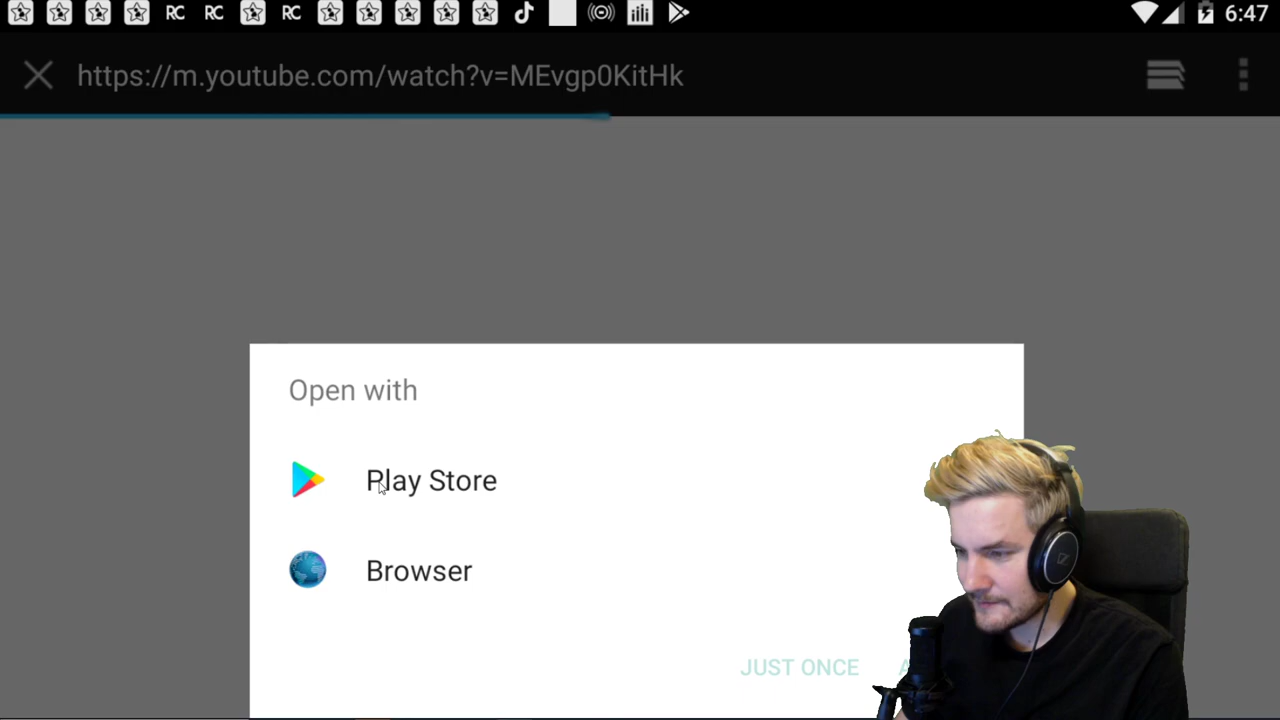 RC RC RC 6:47
https://m.youtube.com/watch?v=MEvgp0KitHk
Open with
Play Store
Browser
JUST ONCE